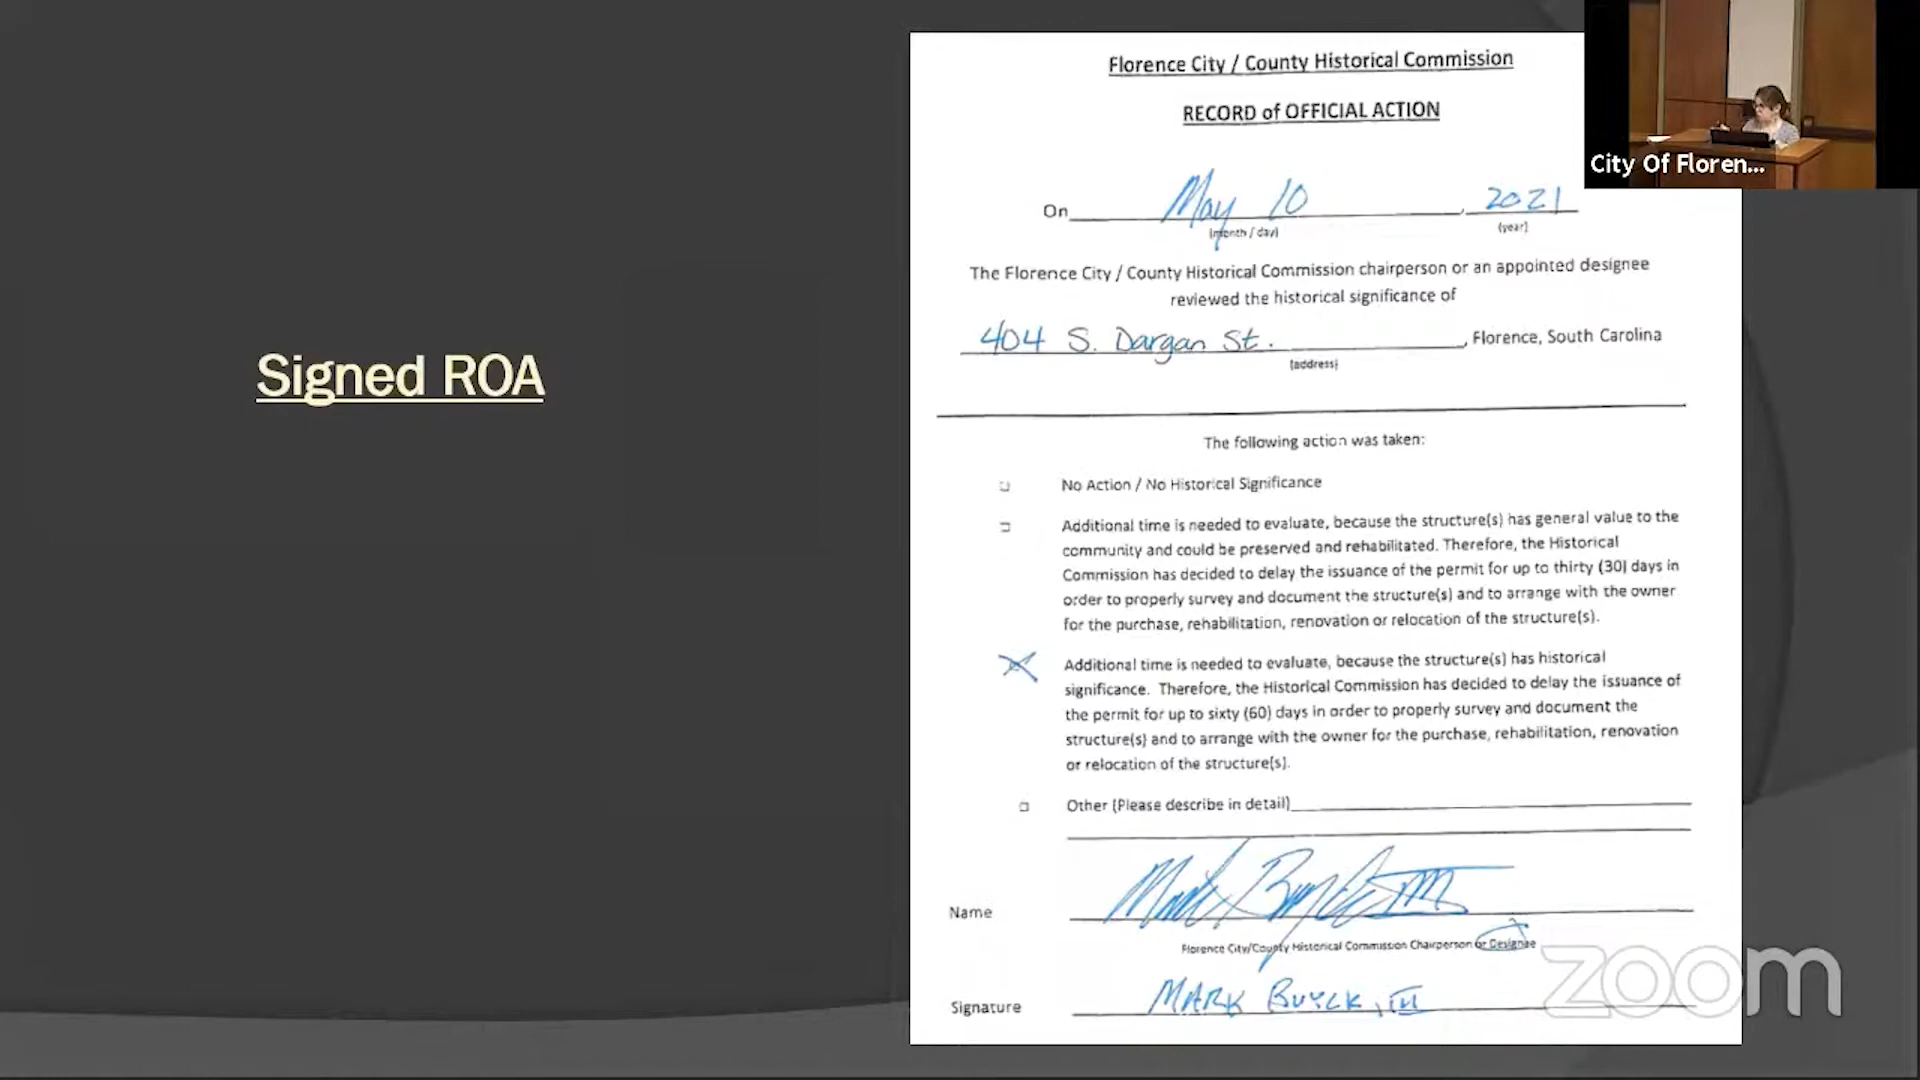 Signed ROA
Florence City / County Historical Commission
RECORD of OFFICIAL ACTION
On May 10, 2021
(month / day) (year)
The Florence City / County Historical Commission chairperson or an appointed designee
reviewed the historical significance of
404 S. Dargan St., Florence, South Carolina
(address)
The following action was taken:
No Action / No Historical Significance
Additional time is needed to evaluate, because the structure(s) has general value to the
community and could be preserved and rehabilitated. Therefore, the Historical
Commission has decided to delay the issuance of the permit for up to thirty (30) days in
order to properly survey and document the structure(s) and to arrange with the owner
for the purchase, rehabilitation, renovation or relocation of the structure(s).
Additional time is needed to evaluate, because the structure(s) has historical
significance. Therefore, the Historical Commission has decided to delay the issuance of
the permit for up to sixty (60) days in order to properly survey and document the
structure(s) and to arrange with the owner for the purchase, rehabilitation, renovation
or relocation of the structure(s).
Other (Please describe in detail)
Name Mark Buyck III
Florence City/County Historical Commission Chairperson or Designee
Signature MARK BUYCK, III
City Of Floren...
zoom